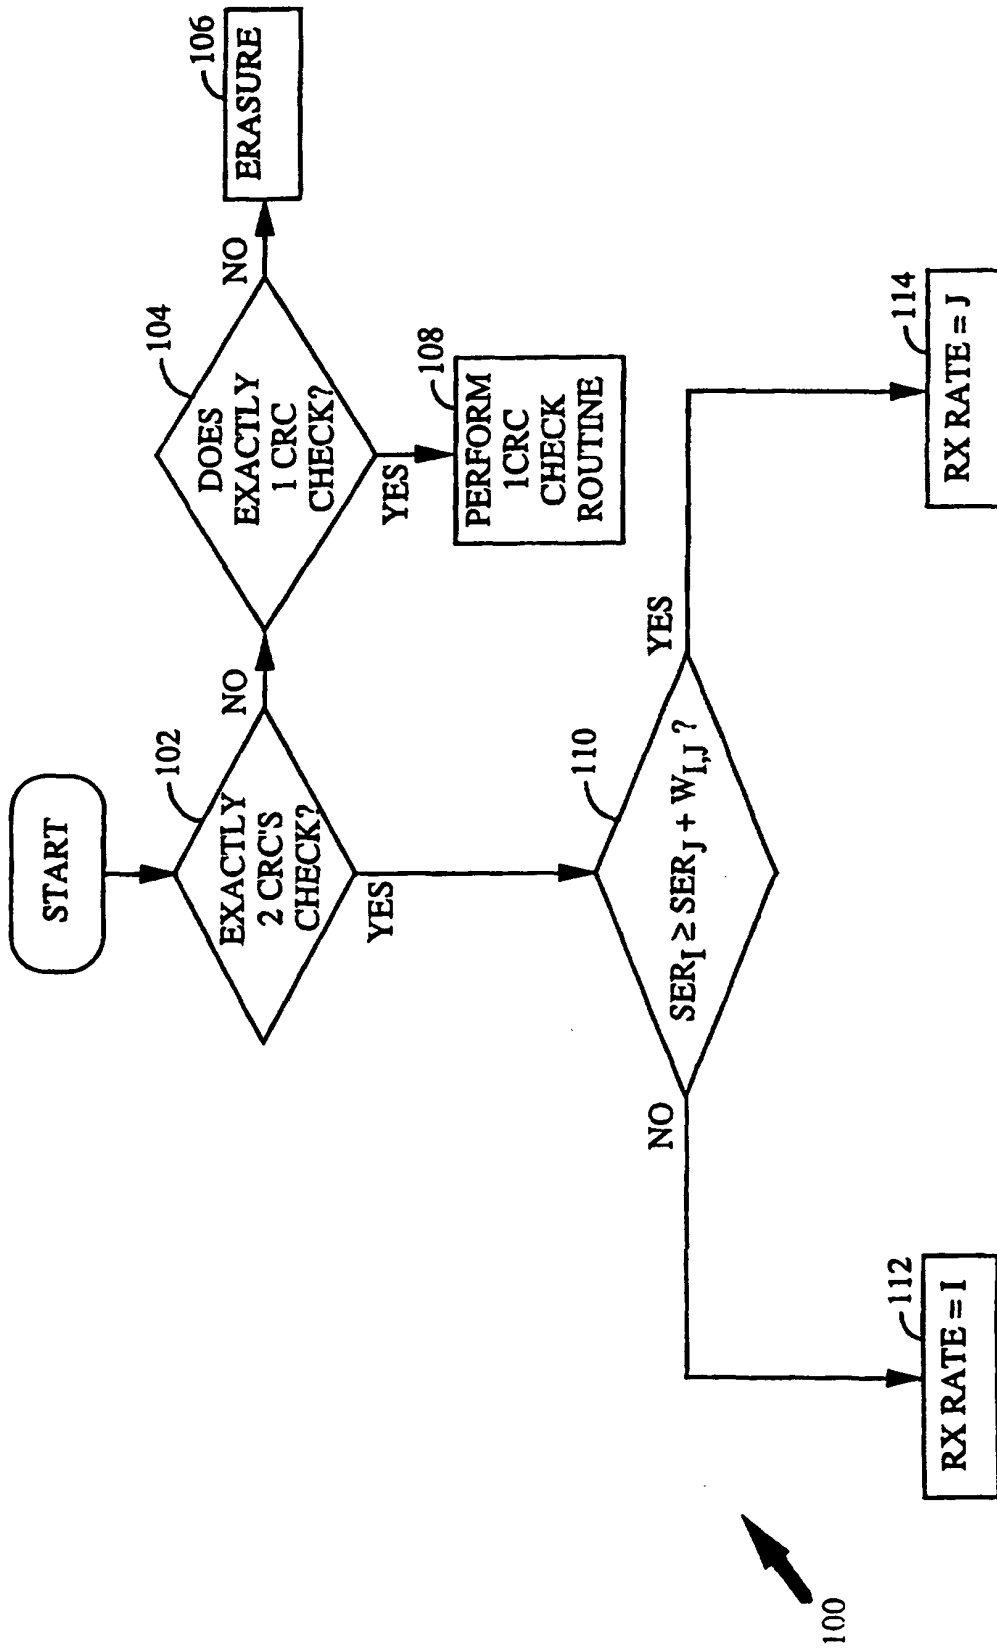 START
102
EXACTLY
2 CRC'S
CHECK?
NO
YES
104
DOES
EXACTLY
1 CRC
CHECK?
NO
YES
106
ERASURE
108
PERFORM
1CRC
CHECK
ROUTINE
110
SER_I ≥ SER_J + W_{I,J} ?
NO
YES
112
RX RATE = I
114
RX RATE = J
100